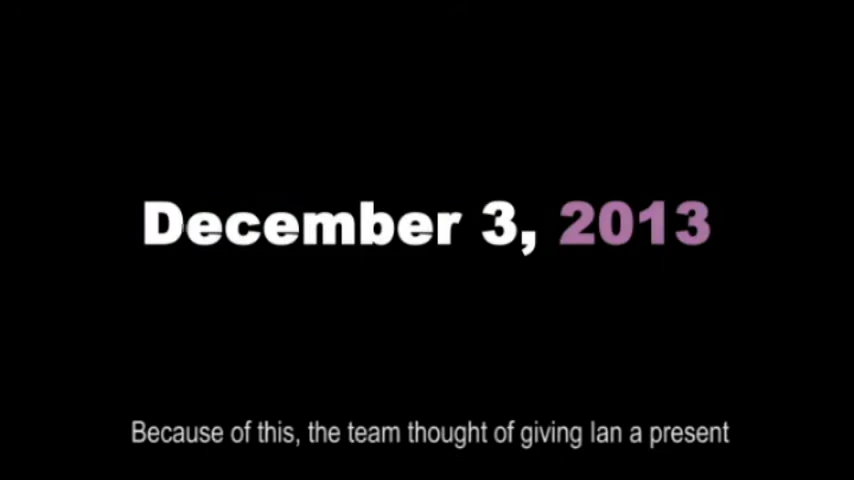 December 3, 2013
Because of this, the team thought of giving Ian a present